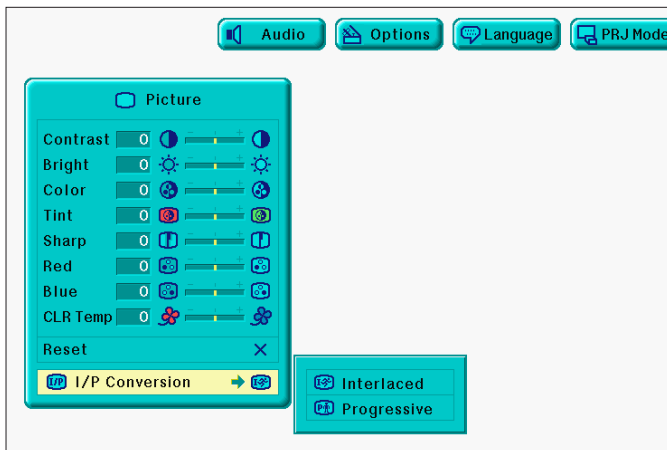 Audio
Options
Language
PRJ Mode
Picture
Contrast 0 - +
Bright 0 - +
Color 0 - +
Tint 0 - +
Sharp 0 - +
Red 0 - +
Blue 0 - +
CLR Temp 0 - +
Reset
I/P I/P Conversion I
I Interlaced
P Progressive